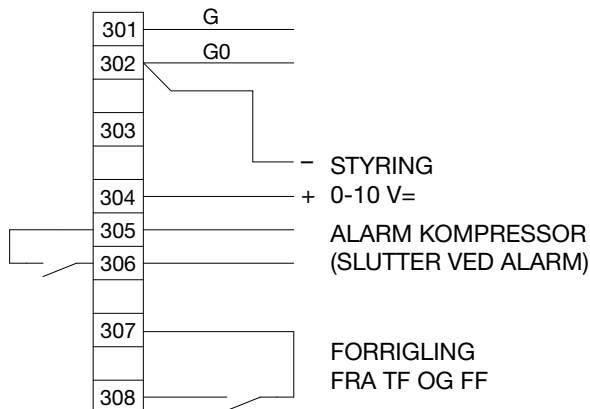 301 G
302 G0
303
− STYRING
304 + 0-10 V=
305 ALARM KOMPRESSOR
306 (SLUTTER VED ALARM)
307
FORRIGLING
FRA TF OG FF
308